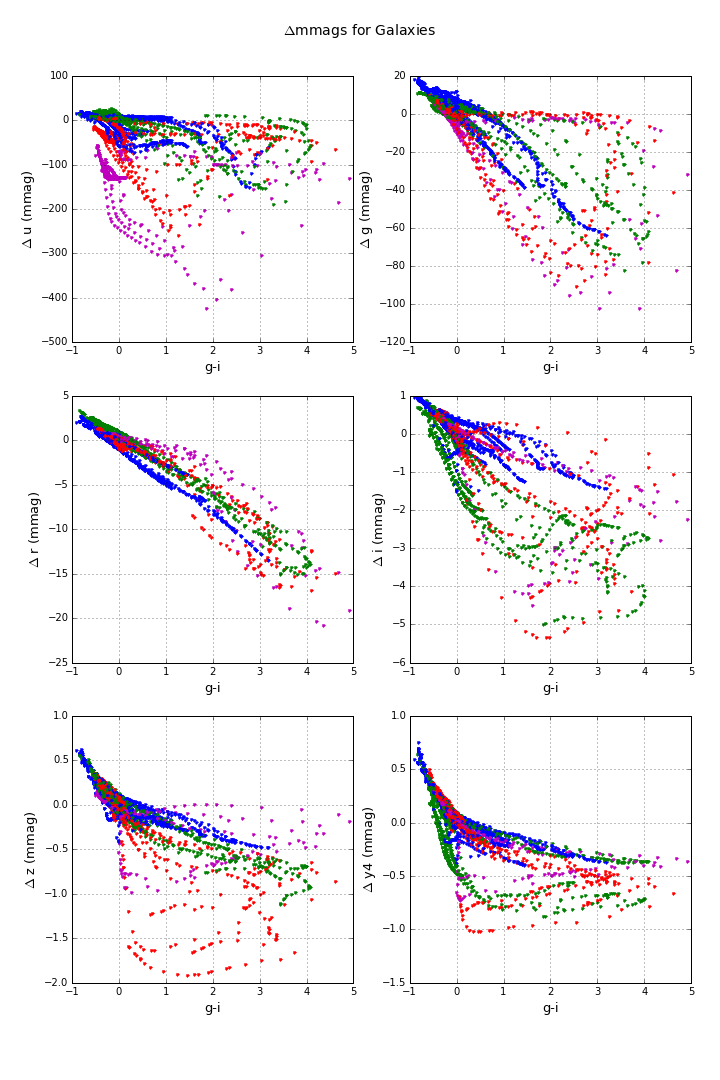 Δmmags for Galaxies
100
0
−100
−200
−300
−400
−500
Δ u (mmag)
−1 0 1 2 3 4 5
g-i
20
0
−20
−40
−60
−80
−100
−120
Δ g (mmag)
−1 0 1 2 3 4 5
g-i
5
0
−5
−10
−15
−20
−25
Δ r (mmag)
−1 0 1 2 3 4 5
g-i
1
0
−1
−2
−3
−4
−5
−6
Δ i (mmag)
−1 0 1 2 3 4 5
g-i
1.0
0.5
0.0
−0.5
−1.0
−1.5
−2.0
Δ z (mmag)
−1 0 1 2 3 4 5
g-i
1.0
0.5
0.0
−0.5
−1.0
−1.5
Δ y4 (mmag)
−1 0 1 2 3 4 5
g-i